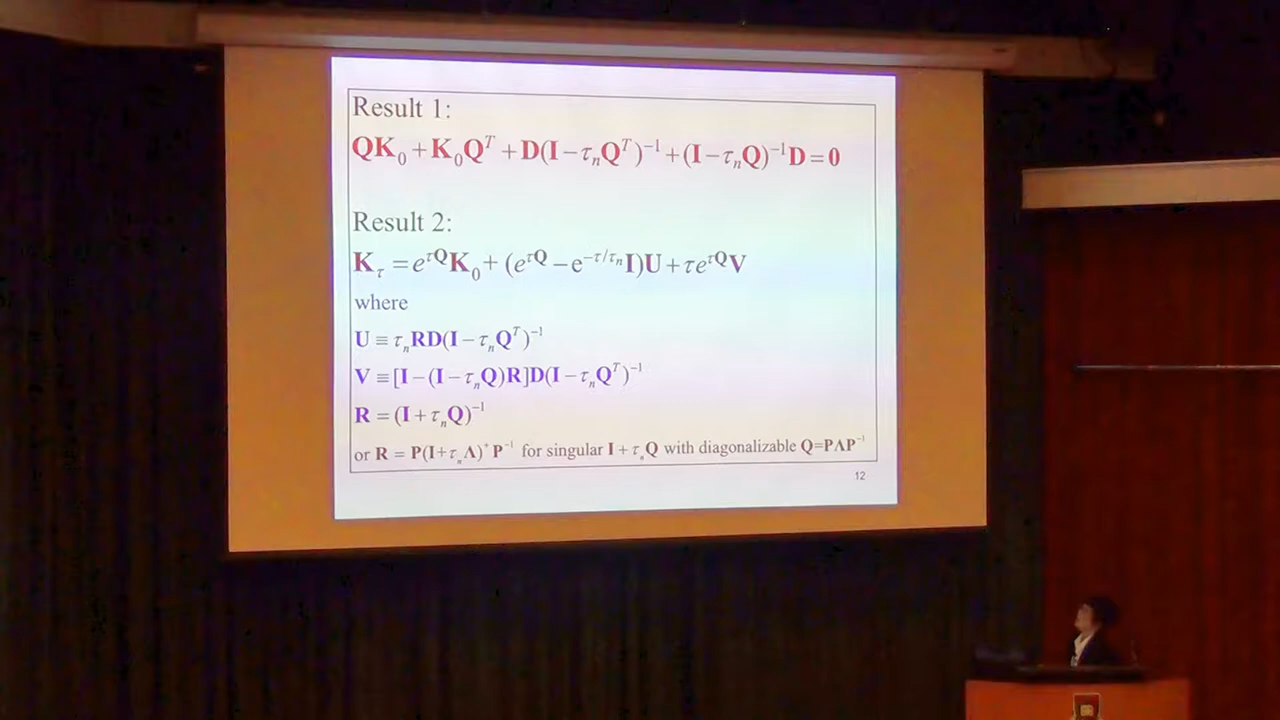 Result 1:
QK₀ + K₀Qᵀ + D(I − τₙQᵀ)⁻¹ + (I − τₙQ)⁻¹D = 0
Result 2:
K_τ = e^{τQ}K₀ + (e^{τQ} − e^{−τ/τₙ}I)U + τe^{τQ}V
where
U ≡ τₙRD(I − τₙQᵀ)⁻¹
V ≡ [I − (I − τₙQ)R]D(I − τₙQᵀ)⁻¹
R = (I + τₙQ)⁻¹
or R = P(I+τₙΛ)⁺P⁻¹ for singular I + τₙQ with diagonalizable Q=PΛP⁻¹
12